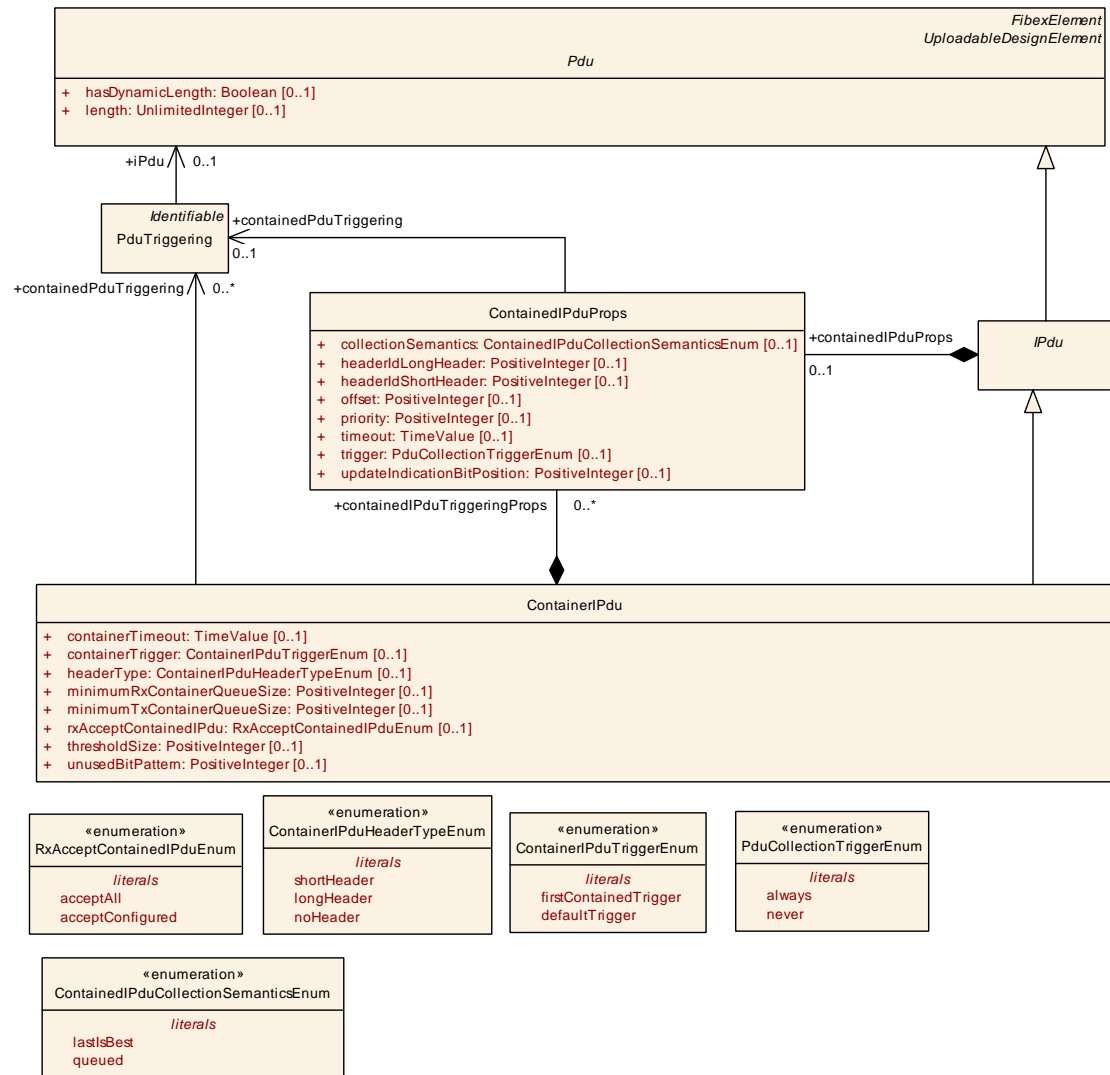 FibexElement
UploadableDesignElement
Pdu
+ hasDynamicLength: Boolean [0..1]
+ length: UnlimitedInteger [0..1]
+iPdu 0..1
Identifiable
PduTriggering
+containedPduTriggering
0..1
+containedPduTriggering 0..*
ContainedIPduProps
+ collectionSemantics: ContainedIPduCollectionSemanticsEnum [0..1]
+ headerIdLongHeader: PositiveInteger [0..1]
+ headerIdShortHeader: PositiveInteger [0..1]
+ offset: PositiveInteger [0..1]
+ priority: PositiveInteger [0..1]
+ timeout: TimeValue [0..1]
+ trigger: PduCollectionTriggerEnum [0..1]
+ updateIndicationBitPosition: PositiveInteger [0..1]
+containedIPduProps
0..1
IPdu
+containedIPduTriggeringProps 0..*
ContainerIPdu
+ containerTimeout: TimeValue [0..1]
+ containerTrigger: ContainerIPduTriggerEnum [0..1]
+ headerType: ContainerIPduHeaderTypeEnum [0..1]
+ minimumRxContainerQueueSize: PositiveInteger [0..1]
+ minimumTxContainerQueueSize: PositiveInteger [0..1]
+ rxAcceptContainedIPdu: RxAcceptContainedIPduEnum [0..1]
+ thresholdSize: PositiveInteger [0..1]
+ unusedBitPattern: PositiveInteger [0..1]
«enumeration»
RxAcceptContainedIPduEnum
literals
acceptAll
acceptConfigured
«enumeration»
ContainerIPduHeaderTypeEnum
literals
shortHeader
longHeader
noHeader
«enumeration»
ContainerIPduTriggerEnum
literals
firstContainedTrigger
defaultTrigger
«enumeration»
PduCollectionTriggerEnum
literals
always
never
«enumeration»
ContainedIPduCollectionSemanticsEnum
literals
lastIsBest
queued